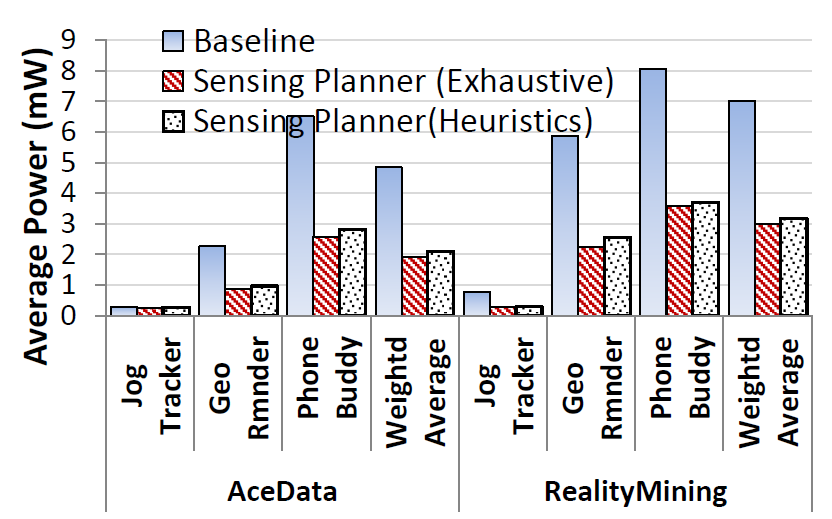 Average Power (mW)
9
8
7
6
5
4
3
2
1
0
Baseline
Sensing Planner (Exhaustive)
Sensing Planner(Heuristics)
Jog
Tracker
Geo
Rmnder
Phone
Buddy
Weightd
Average
Jog
Tracker
Geo
Rmnder
Phone
Buddy
Weightd
Average
AceData
RealityMining